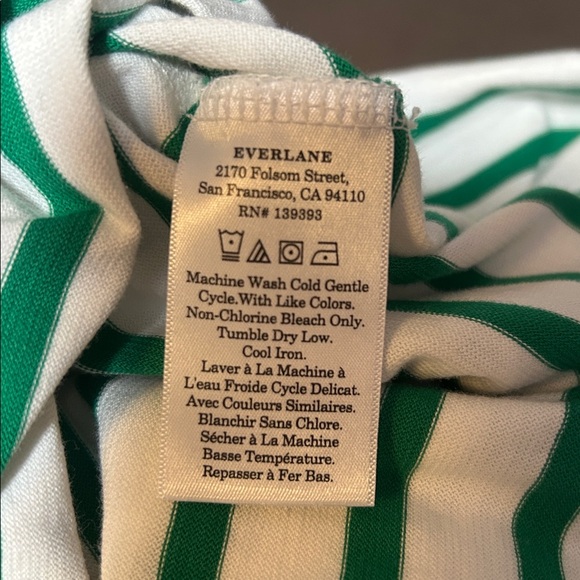 EVERLANE
2170 Folsom Street,
San Francisco, CA 94110
RN# 139393
Machine Wash Cold Gentle
Cycle.With Like Colors.
Non-Chlorine Bleach Only.
Tumble Dry Low.
Cool Iron.
Laver à La Machine à
L'eau Froide Cycle Delicat.
Avec Couleurs Similaires.
Blanchir Sans Chlore.
Sécher à La Machine
Basse Température.
Repasser à Fer Bas.